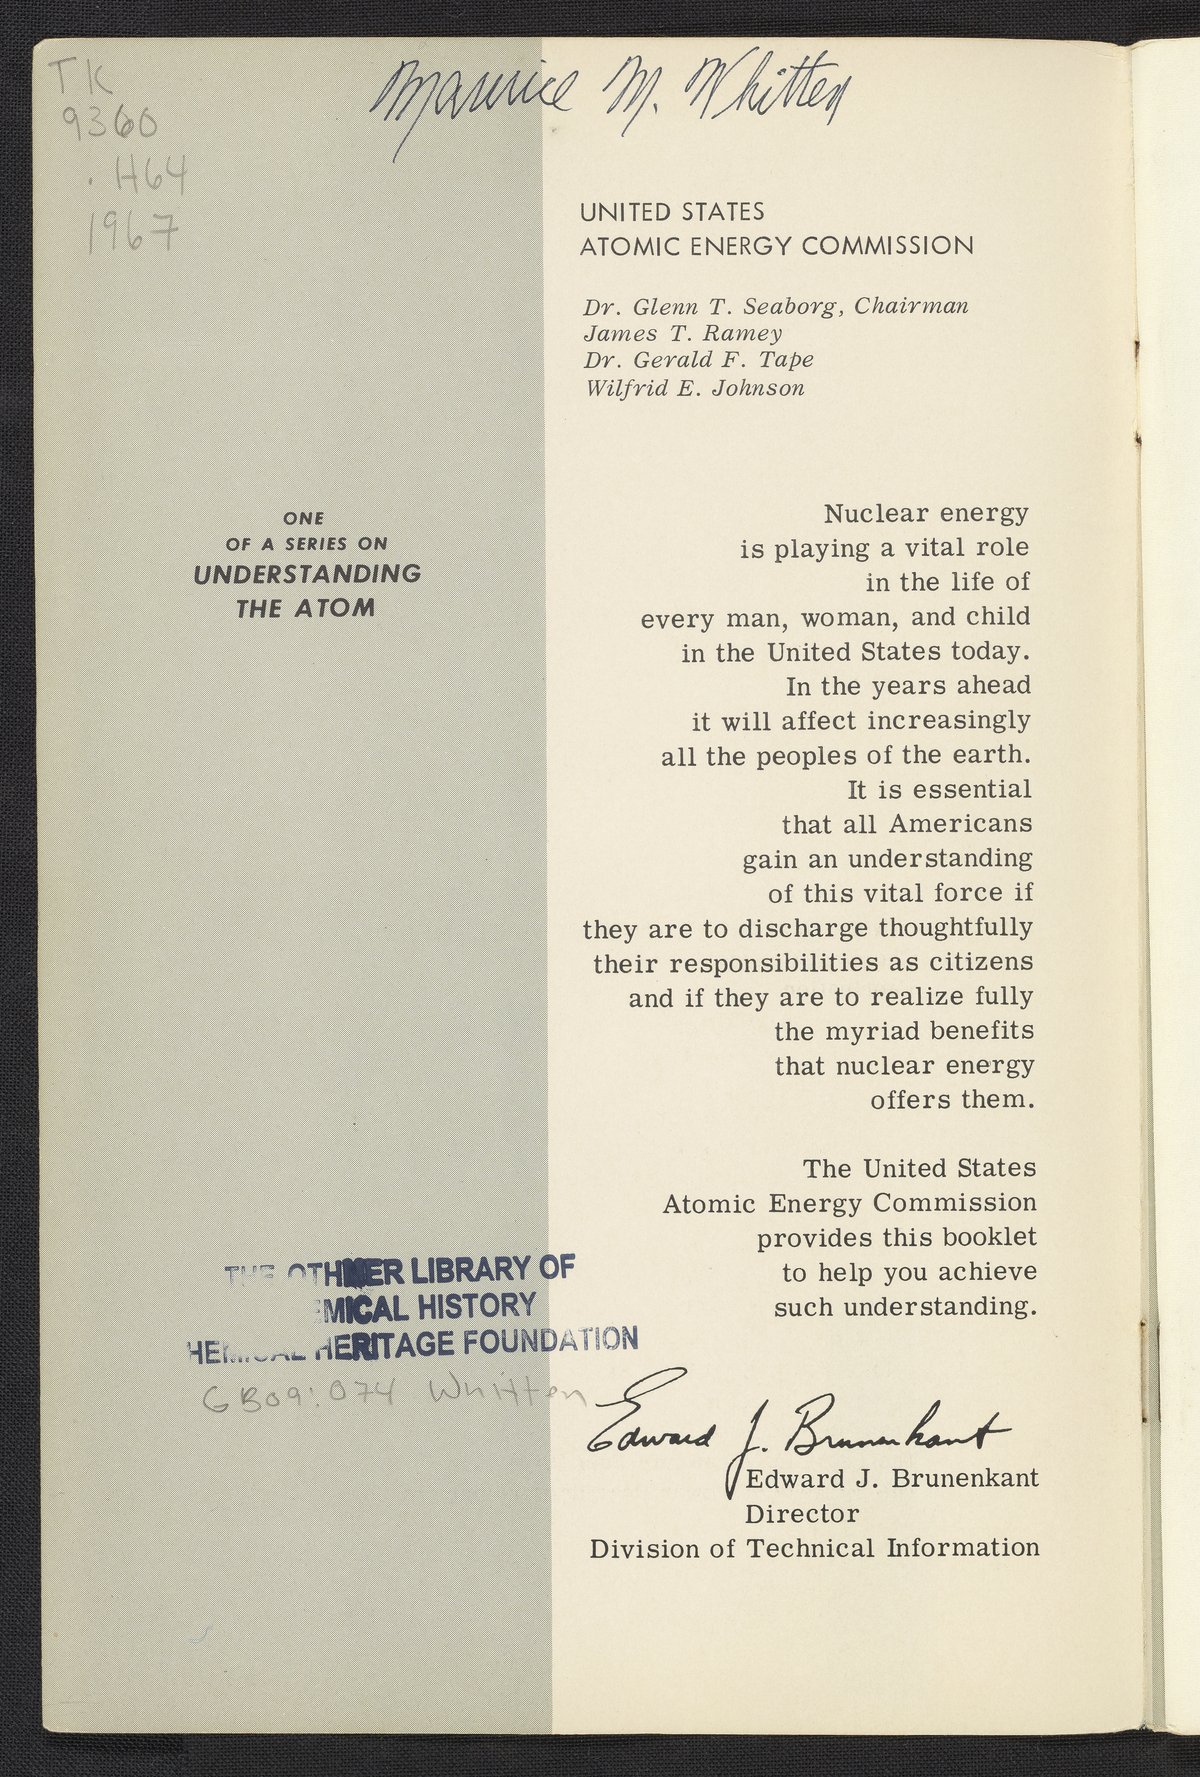 Maurice M. Whitten
TK
9360
.H64
1967
UNITED STATES
ATOMIC ENERGY COMMISSION
Dr. Glenn T. Seaborg, Chairman
James T. Ramey
Dr. Gerald F. Tape
Wilfrid E. Johnson
ONE
OF A SERIES ON
UNDERSTANDING
THE ATOM
Nuclear energy
is playing a vital role
in the life of
every man, woman, and child
in the United States today.
In the years ahead
it will affect increasingly
all the peoples of the earth.
It is essential
that all Americans
gain an understanding
of this vital force if
they are to discharge thoughtfully
their responsibilities as citizens
and if they are to realize fully
the myriad benefits
that nuclear energy
offers them.
The United States
Atomic Energy Commission
provides this booklet
to help you achieve
such understanding.
THE OTHMER LIBRARY OF
EMICAL HISTORY
HEMICAL HERITAGE FOUNDATION
GB09:074 Whitten
Edward J. Brunenkant
Edward J. Brunenkant
Director
Division of Technical Information